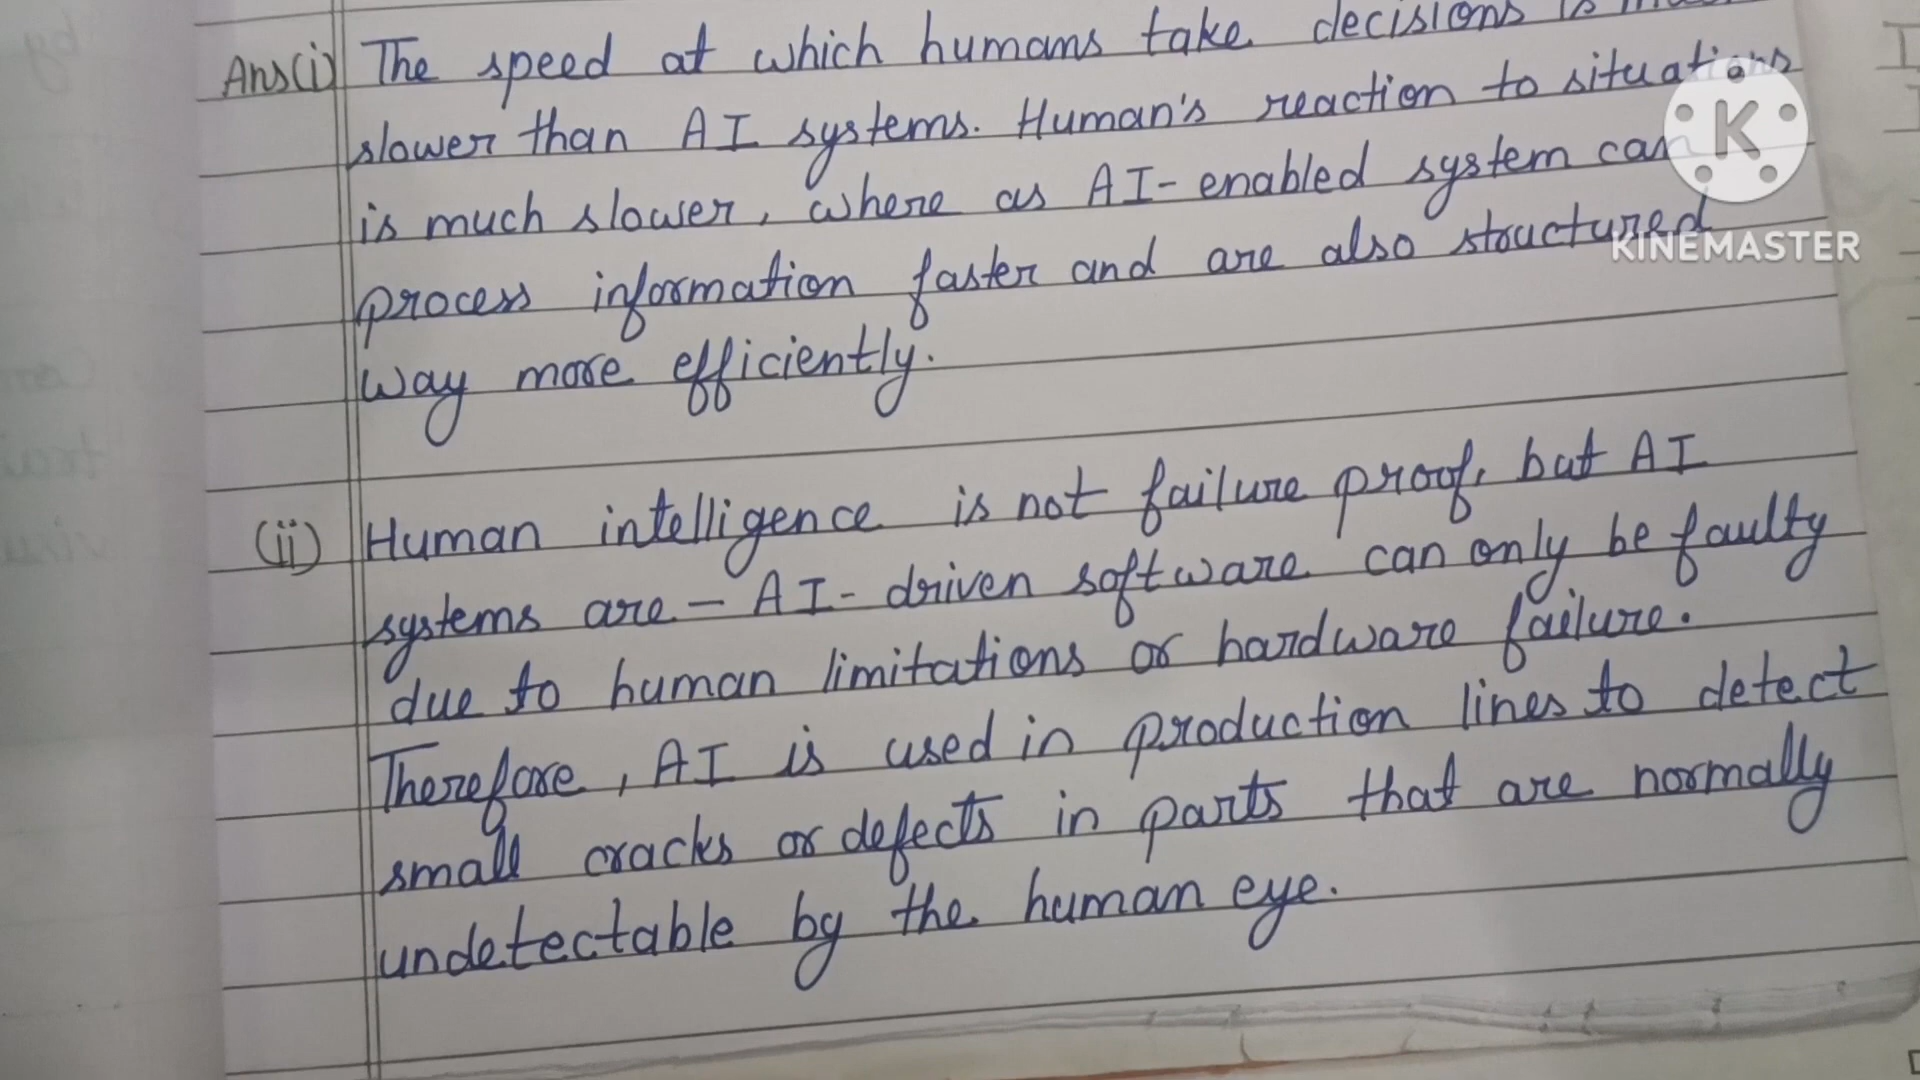 Ans(i) The speed at which humans take decisions is
slower than AI systems. Human's reaction to situations
is much slower, where as AI-enabled system can
process information faster and are also structured
way more efficiently.
(ii) Human intelligence is not failure proof, but AI
systems are - AI-driven software can only be faulty
due to human limitations or hardware failure.
Therefore, AI is used in production lines to detect
small cracks or defects in parts that are normally
undetectable by the human eye.
K
KINEMASTER